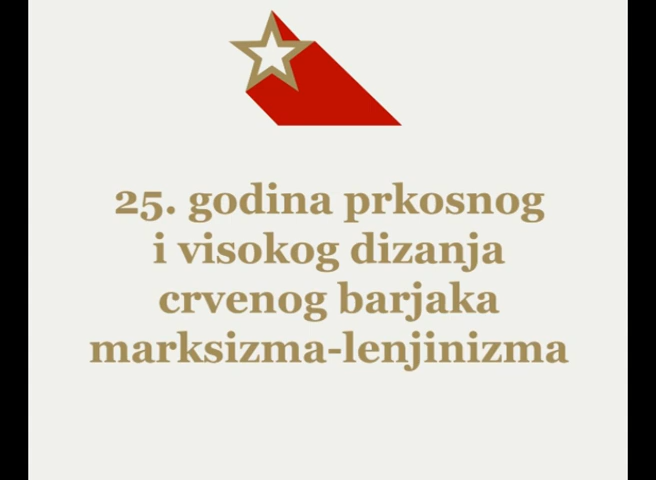 25. godina prkosnog
i visokog dizanja
crvenog barjaka
marksizma-lenjinizma